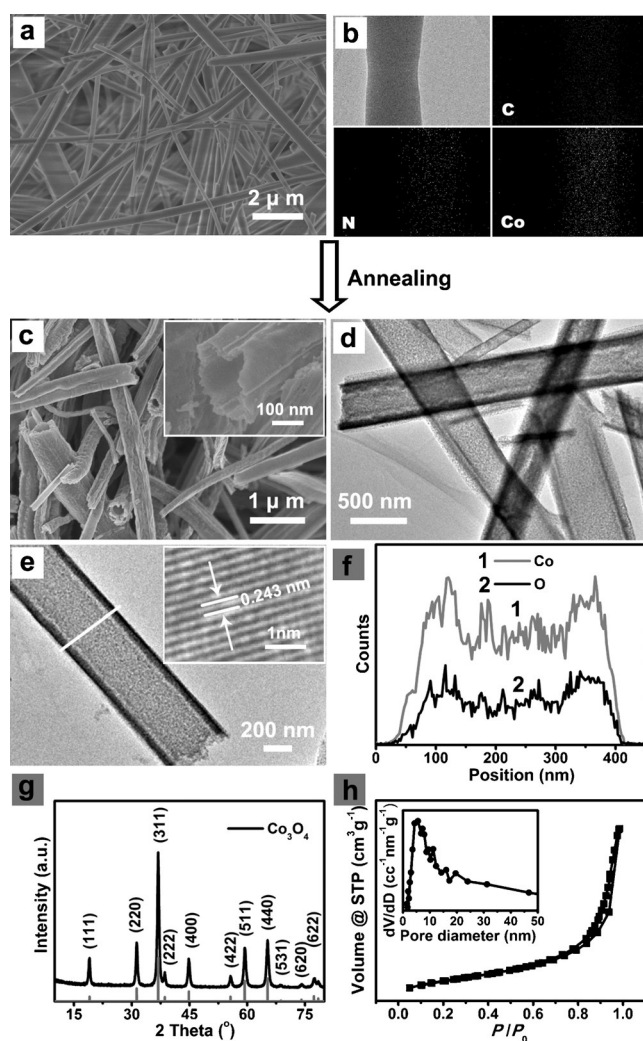 a
2 μ m
b
C
N
Co
Annealing
c
100 nm
1 μ m
d
500 nm
e
0.243 nm
1nm
200 nm
f
1 Co
2 O
1
2
Counts
0 100 200 300 400
Position (nm)
g
Co₃O₄
(111)
(220)
(311)
(222)
(400)
(422)
(511)
(440)
(531)
(620)
(622)
Intensity (a.u.)
15 30 45 60 75
2 Theta (°)
h
Volume @ STP (cm³g⁻¹)
dV/dD (cc⁻¹nm⁻¹g⁻¹)
0 10 20 30 40 50
Pore diameter (nm)
0.0 0.2 0.4 0.6 0.8 1.0
P/P₀